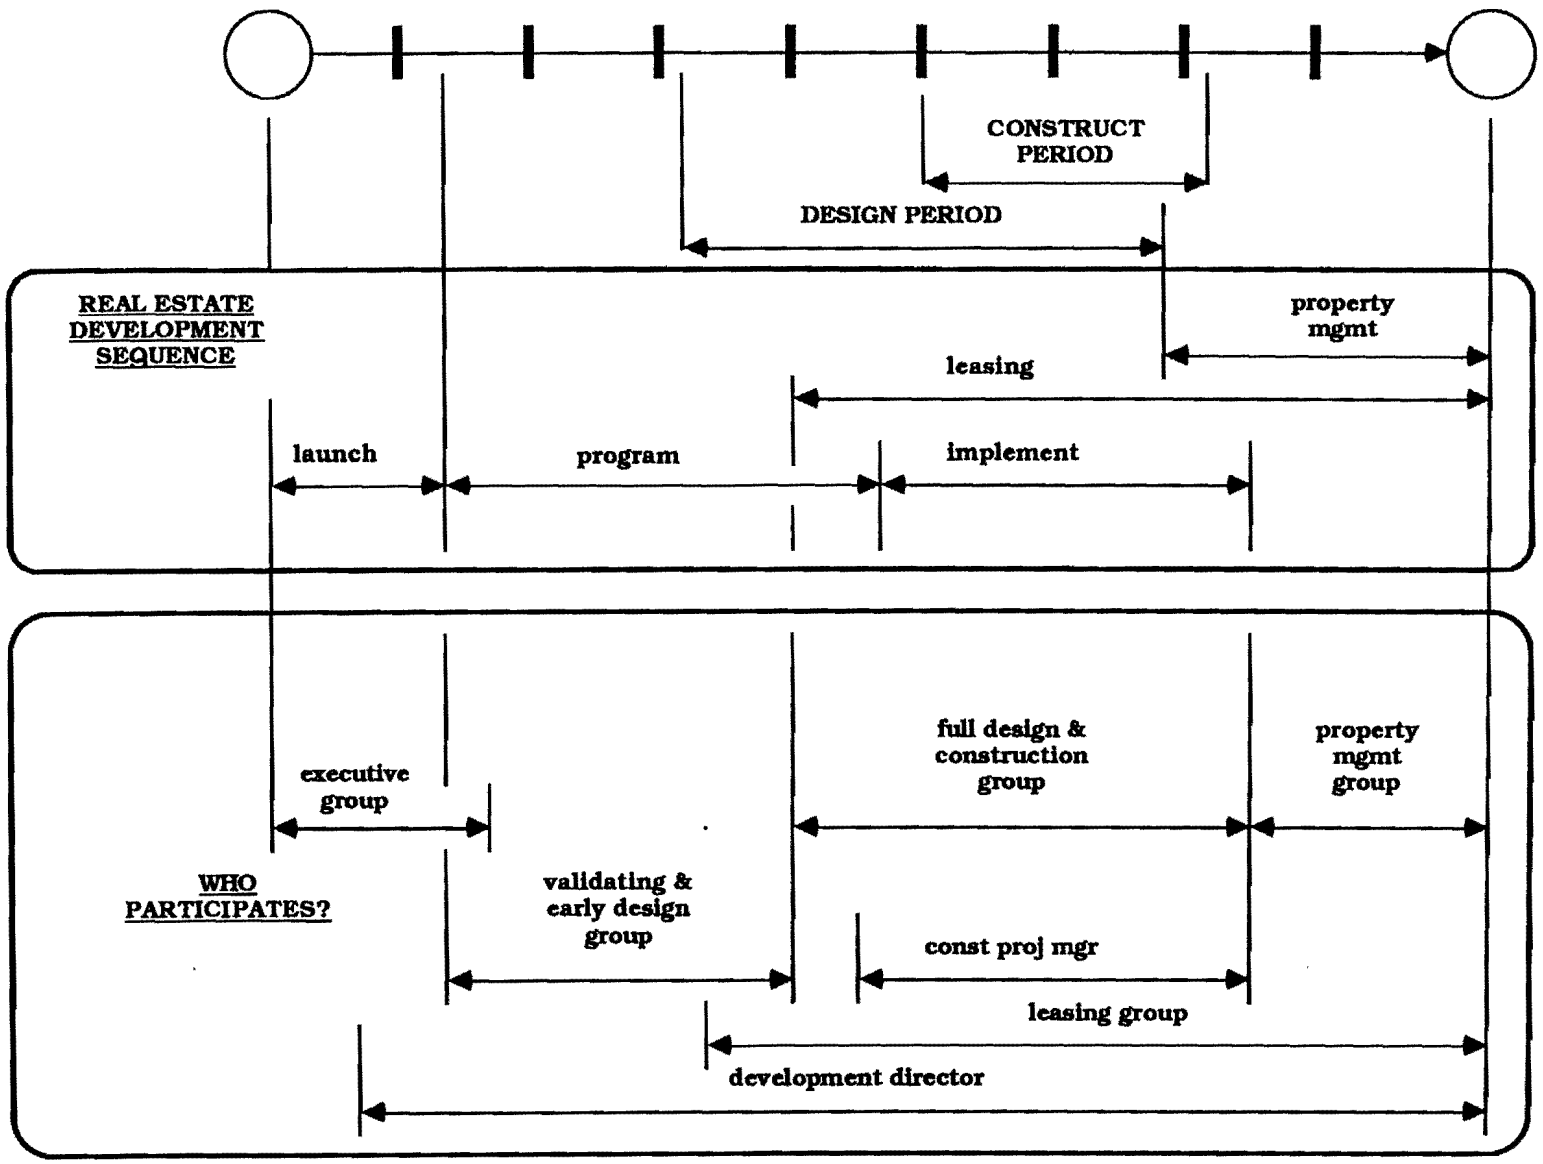 CONSTRUCT
PERIOD
DESIGN PERIOD
REAL ESTATE
DEVELOPMENT
SEQUENCE
property
mgmt
leasing
launch
program
implement
full design &
construction
group
property
mgmt
group
executive
group
WHO
PARTICIPATES?
validating &
early design
group
const proj mgr
leasing group
development director